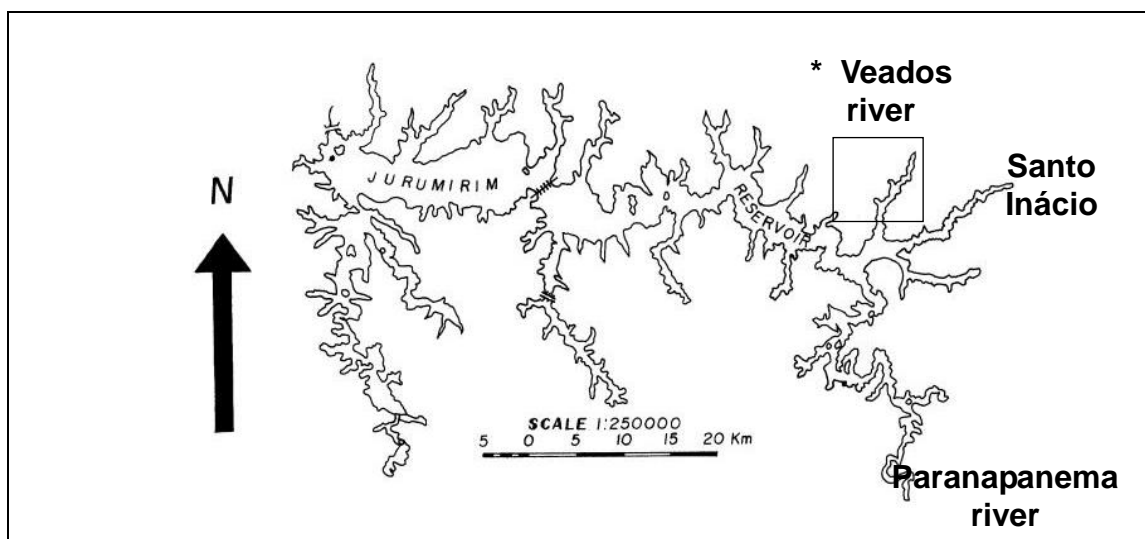 * Veados
river
Santo
Inácio
N
JURUMIRIM
RESERVOIR
SCALE 1:250000
5 0 5 10 15 20 Km
Paranapanema
river